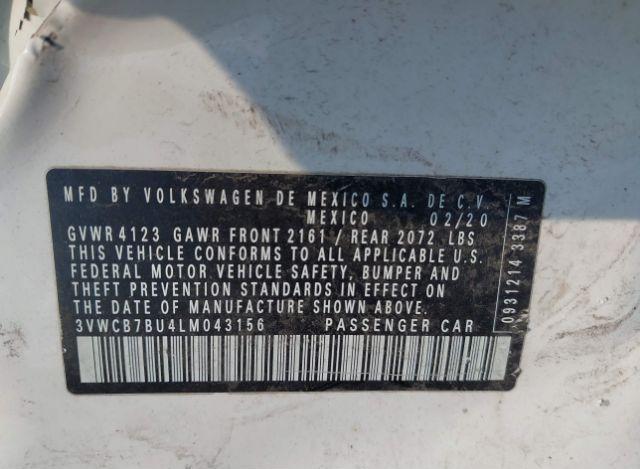 MFD BY VOLKSWAGEN DE MEXICO S.A. DE C.V.
MEXICO 02/20
GVWR 4123 GAWR FRONT 2161 / REAR 2072 LBS
THIS VEHICLE CONFORMS TO ALL APPLICABLE U.S.
FEDERAL MOTOR VEHICLE SAFETY, BUMPER AND
THEFT PREVENTION STANDARDS IN EFFECT ON
THE DATE OF MANUFACTURE SHOWN ABOVE.
3VWCB7BU4LM043156 PASSENGER CAR
0931214 3387 M